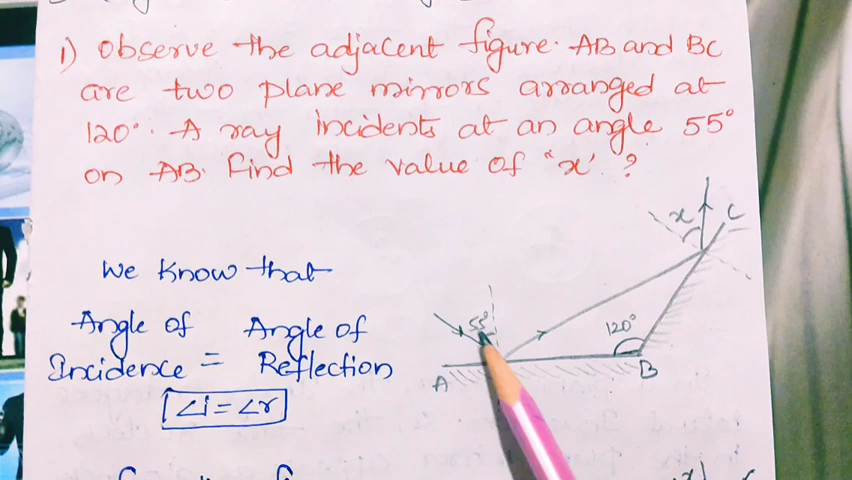 1) Observe the adjacent figure. AB and BC
are two plane mirrors arranged at
120°. A ray incidents at an angle 55°
on AB. Find the value of "x'. ?
x
C
We know that
55°
120°
Angle of Angle of
Incidence = Reflection
A
B
∠i = ∠r